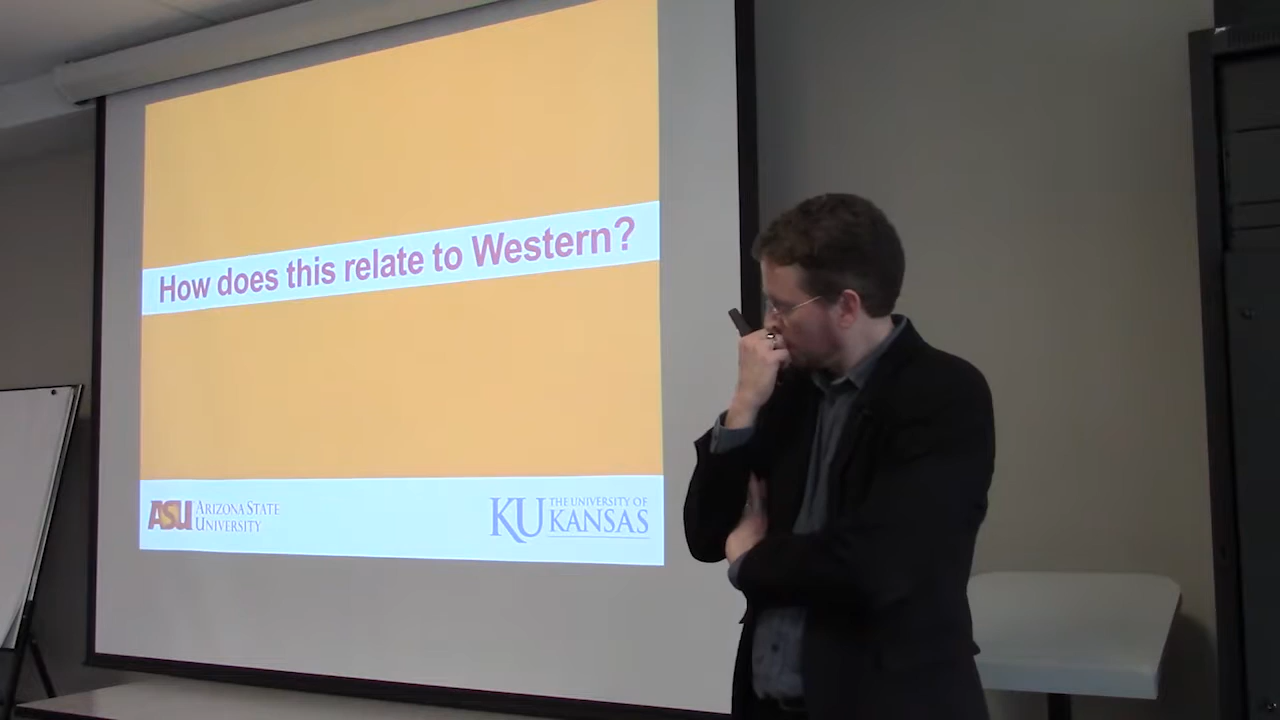 How does this relate to Western?
ASU ARIZONA STATE
UNIVERSITY
KU THE UNIVERSITY OF
KANSAS